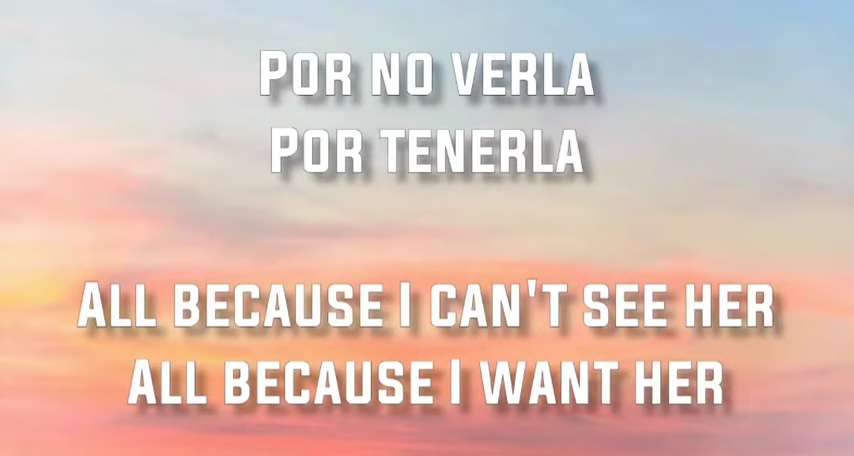 Por no verla
Por tenerla
All because I can't see her
All because I want her